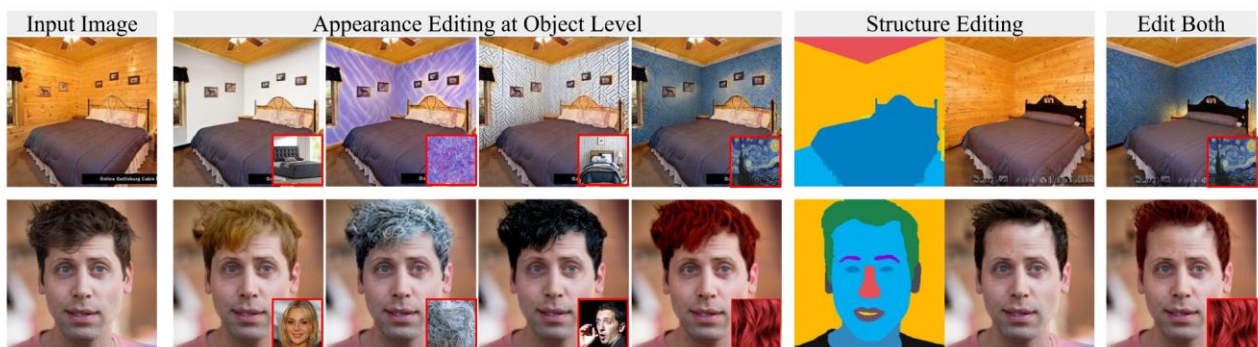 Input Image
Appearance Editing at Object Level
Structure Editing
Edit Both